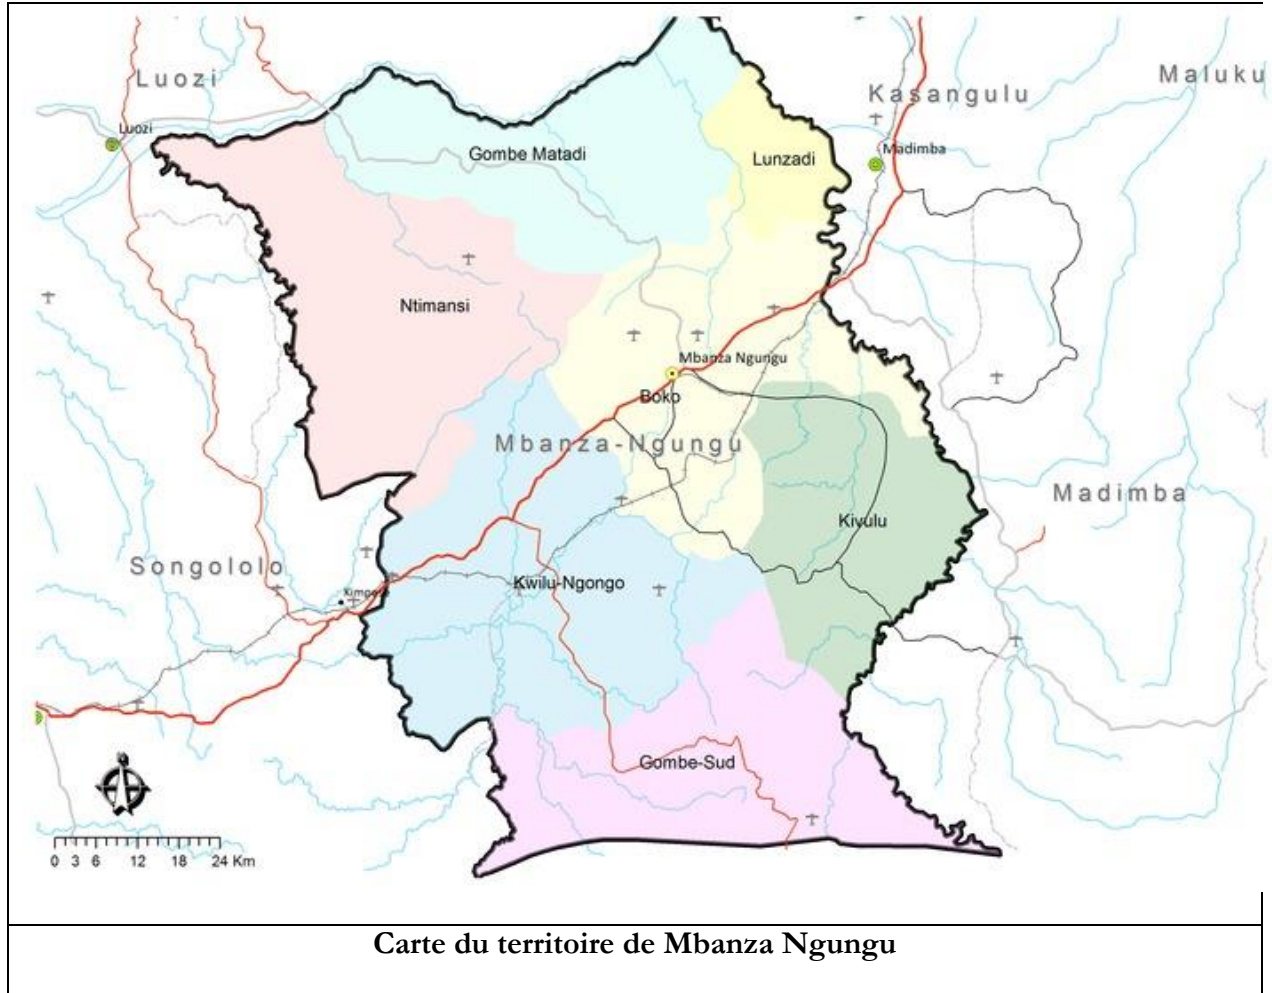 Luozi
Maluku
Kasangulu
Luozi
Gombe Matadi
Lunzadi
Madimba
Ntimansi
Mbanza Ngungu
Boko
Mbanza-Ngungu
Madimba
Kivulu
Songololo
Kwilu-Ngongo
Gombe-Sud
0 3 6 12 18 24 Km
Carte du territoire de Mbanza Ngungu